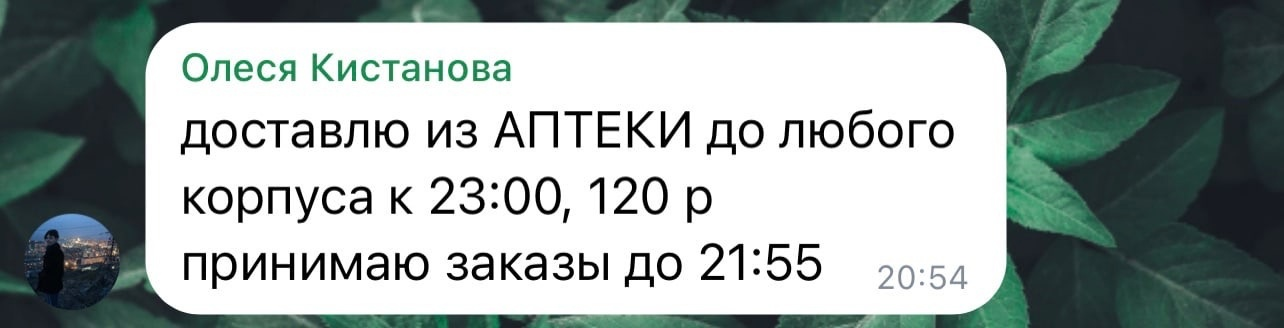 Олеся Кистанова
доставлю из АПТЕКИ до любого
корпуса к 23:00, 120 р
принимаю заказы до 21:55
20:54